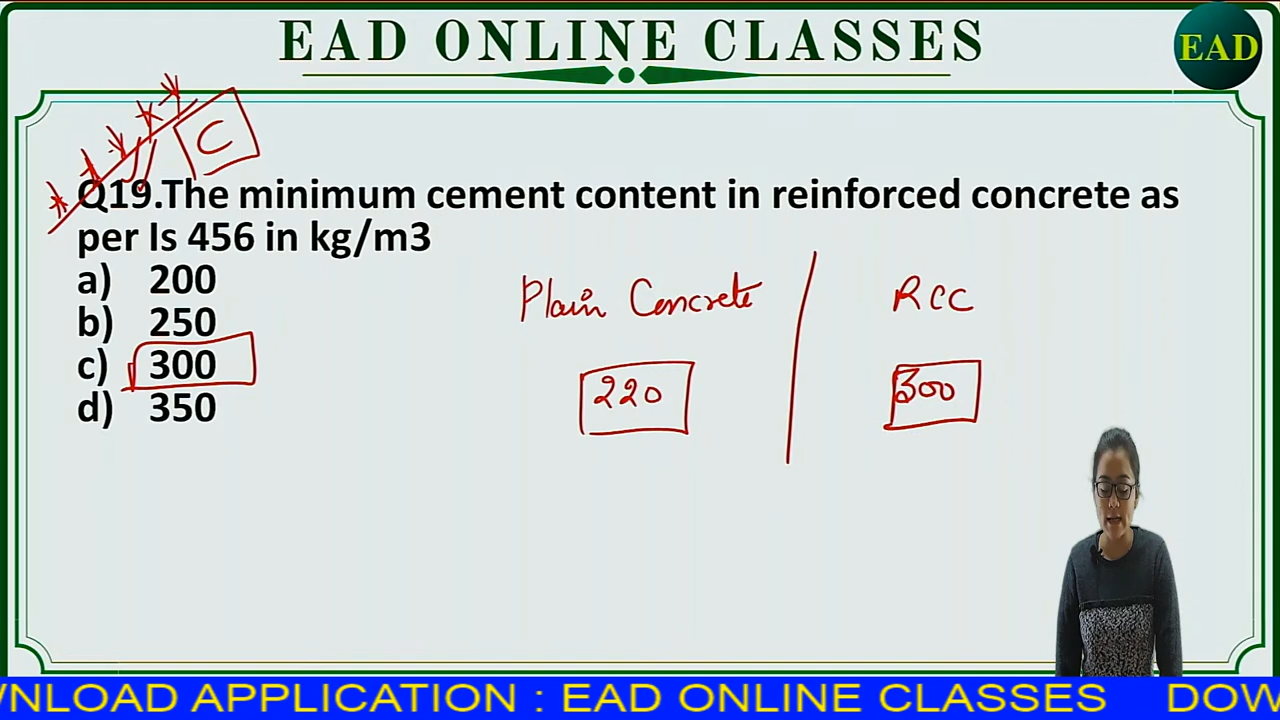 EAD ONLINE CLASSES
EAD
C
Q19.The minimum cement content in reinforced concrete as
per Is 456 in kg/m3
a) 200
b) 250
c) 300
d) 350
Plain Concrete
RCC
220
300
WNLOAD APPLICATION : EAD ONLINE CLASSES DOW